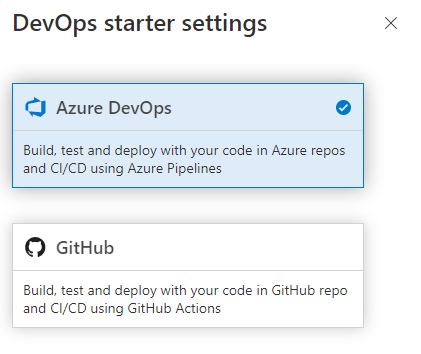 DevOps starter settings
Azure DevOps
Build, test and deploy with your code in Azure repos
and CI/CD using Azure Pipelines
GitHub
Build, test and deploy with your code in GitHub repo
and CI/CD using GitHub Actions